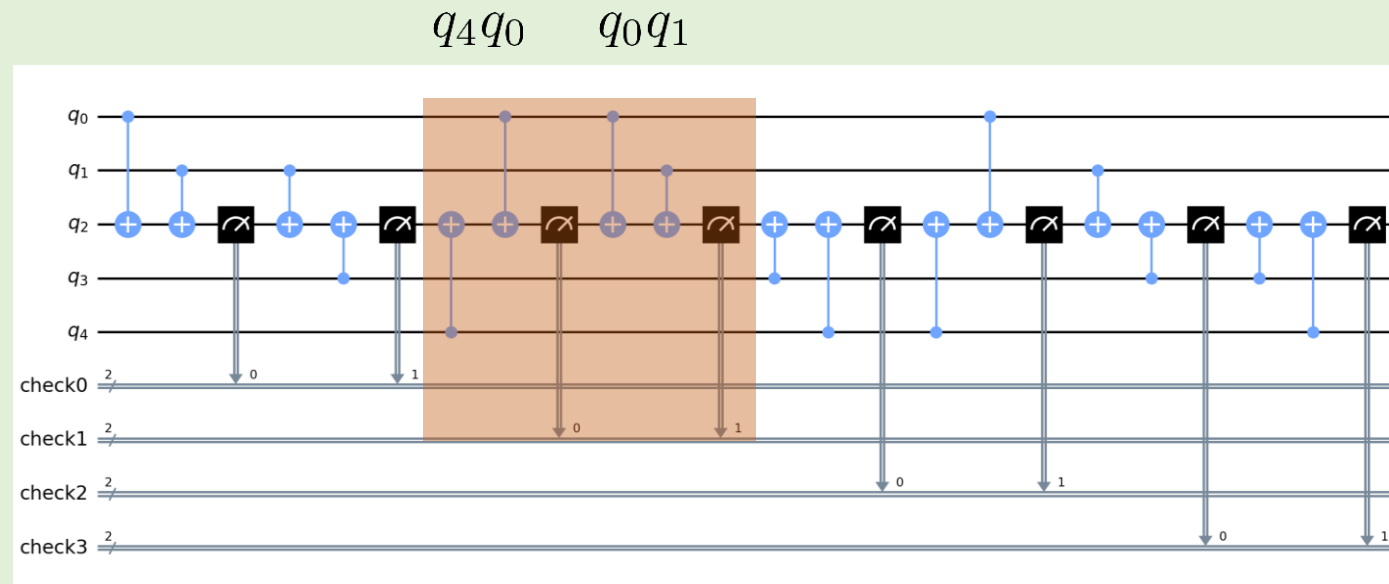 q4q0 q0q1
q0
q1
q2
q3
q4
check0 2 0 1
check1 2 0 1
check2 2 0 1
check3 2 0 1